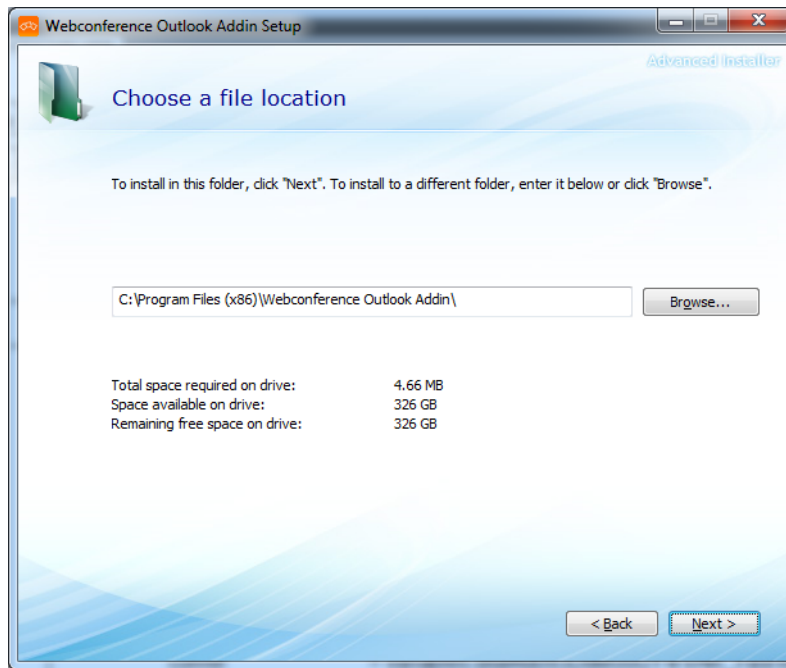 Webconference Outlook Addin Setup
Advanced Installer
Choose a file location
To install in this folder, click "Next". To install to a different folder, enter it below or click "Browse".
C:\Program Files (x86)\Webconference Outlook Addin\
Browse...
Total space required on drive: 4.66 MB
Space available on drive: 326 GB
Remaining free space on drive: 326 GB
< Back
Next >